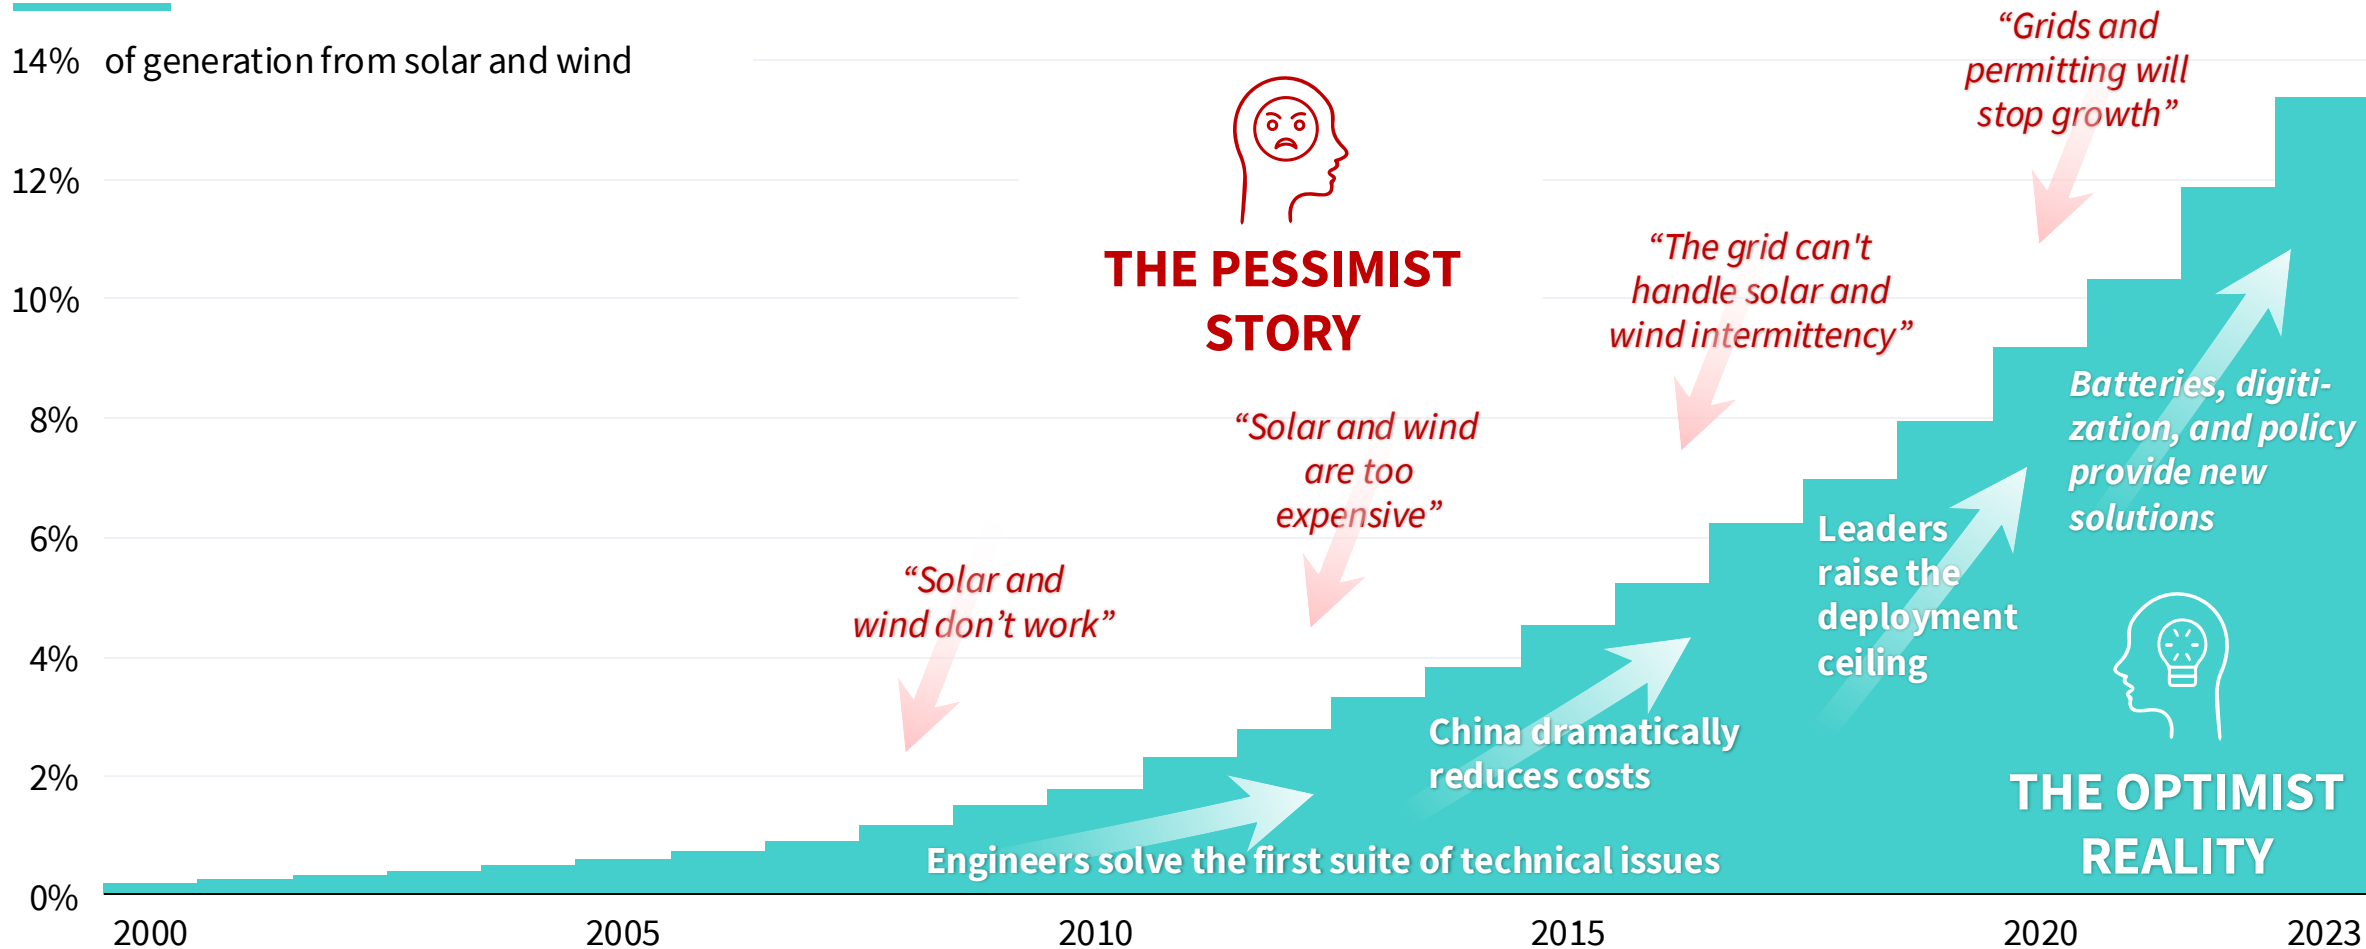 14% of generation from solar and wind
12%
10%
8%
6%
4%
2%
0%
2000
2005
2010
2015
2020
2023
THE PESSIMIST
STORY
“Solar and
wind don’t work”
“Solar and wind
are too
expensive”
“The grid can't
handle solar and
wind intermittency”
“Grids and
permitting will
stop growth”
Engineers solve the first suite of technical issues
China dramatically
reduces costs
Leaders
raise the
deployment
ceiling
Batteries, digiti-
zation, and policy
provide new
solutions
THE OPTIMIST
REALITY